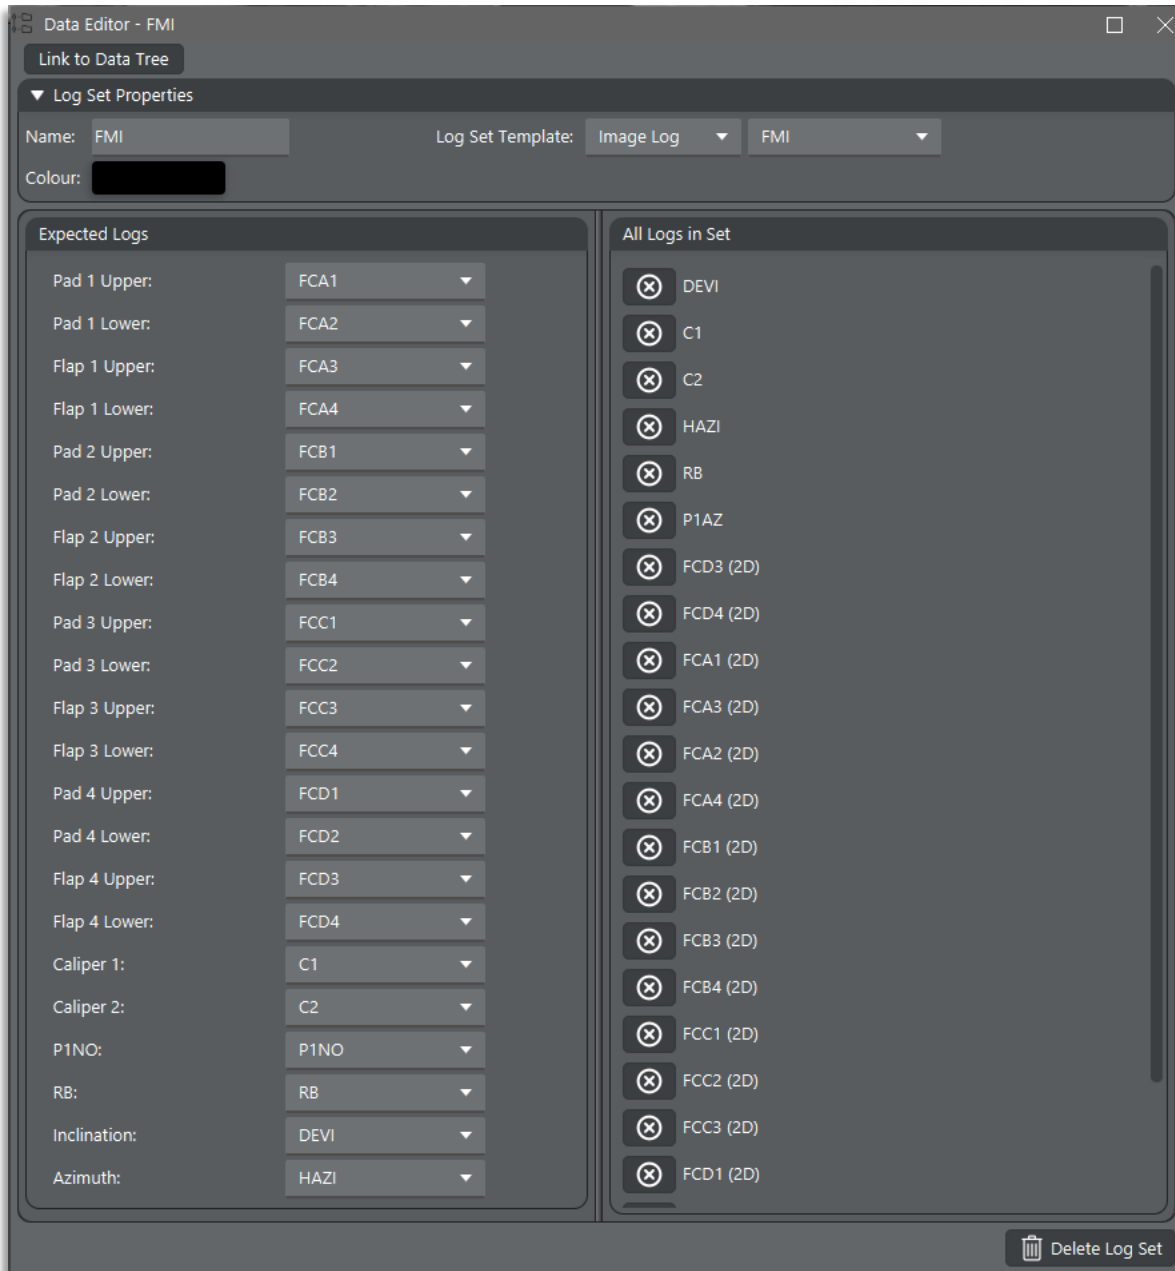 Data Editor - FMI
Link to Data Tree
Log Set Properties
Name: FMI Log Set Template: Image Log FMI
Colour:
Expected Logs
Pad 1 Upper: FCA1
Pad 1 Lower: FCA2
Flap 1 Upper: FCA3
Flap 1 Lower: FCA4
Pad 2 Upper: FCB1
Pad 2 Lower: FCB2
Flap 2 Upper: FCB3
Flap 2 Lower: FCB4
Pad 3 Upper: FCC1
Pad 3 Lower: FCC2
Flap 3 Upper: FCC3
Flap 3 Lower: FCC4
Pad 4 Upper: FCD1
Pad 4 Lower: FCD2
Flap 4 Upper: FCD3
Flap 4 Lower: FCD4
Caliper 1: C1
Caliper 2: C2
P1NO: P1NO
RB: RB
Inclination: DEVI
Azimuth: HAZI
All Logs in Set
DEVI
C1
C2
HAZI
RB
P1AZ
FCD3 (2D)
FCD4 (2D)
FCA1 (2D)
FCA3 (2D)
FCA2 (2D)
FCA4 (2D)
FCB1 (2D)
FCB2 (2D)
FCB3 (2D)
FCB4 (2D)
FCC1 (2D)
FCC2 (2D)
FCC3 (2D)
FCD1 (2D)
Delete Log Set